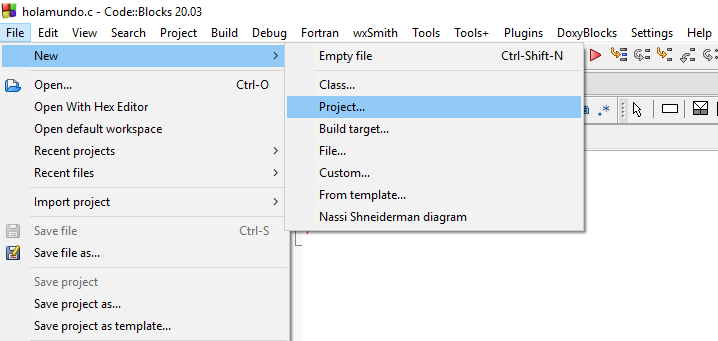 holamundo.c - Code::Blocks 20.03
File Edit View Search Project Build Debug Fortran wxSmith Tools Tools+ Plugins DoxyBlocks Settings Help
New
Open... Ctrl-O
Open With Hex Editor
Open default workspace
Recent projects
Recent files
Import project
Save file Ctrl-S
Save file as...
Save project
Save project as...
Save project as template...
Empty file Ctrl-Shift-N
Class...
Project...
Build target...
File...
Custom...
From template...
Nassi Shneiderman diagram
.*